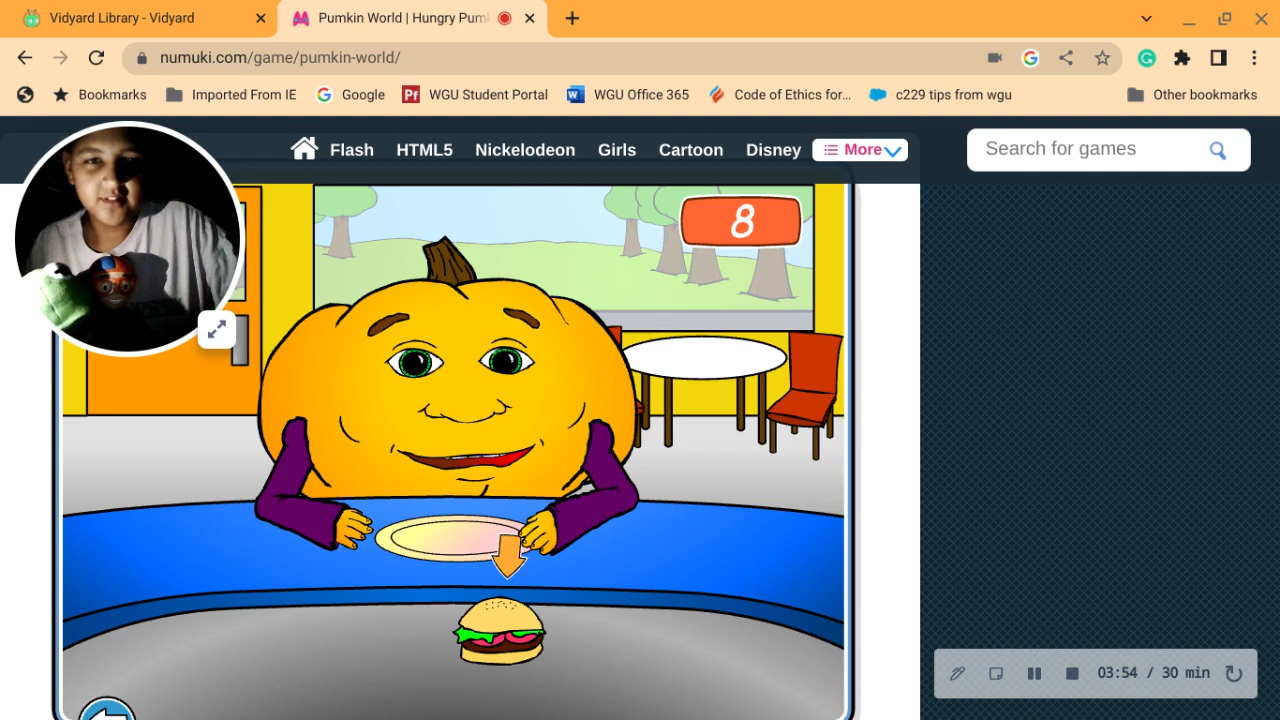 Vidyard Library - Vidyard
Pumkin World | Hungry Pum
numuki.com/game/pumkin-world/
Bookmarks Imported From IE Google WGU Student Portal WGU Office 365 Code of Ethics for... c229 tips from wgu Other bookmarks
Flash HTML5 Nickelodeon Girls Cartoon Disney More
Search for games
8
03:54 / 30 min